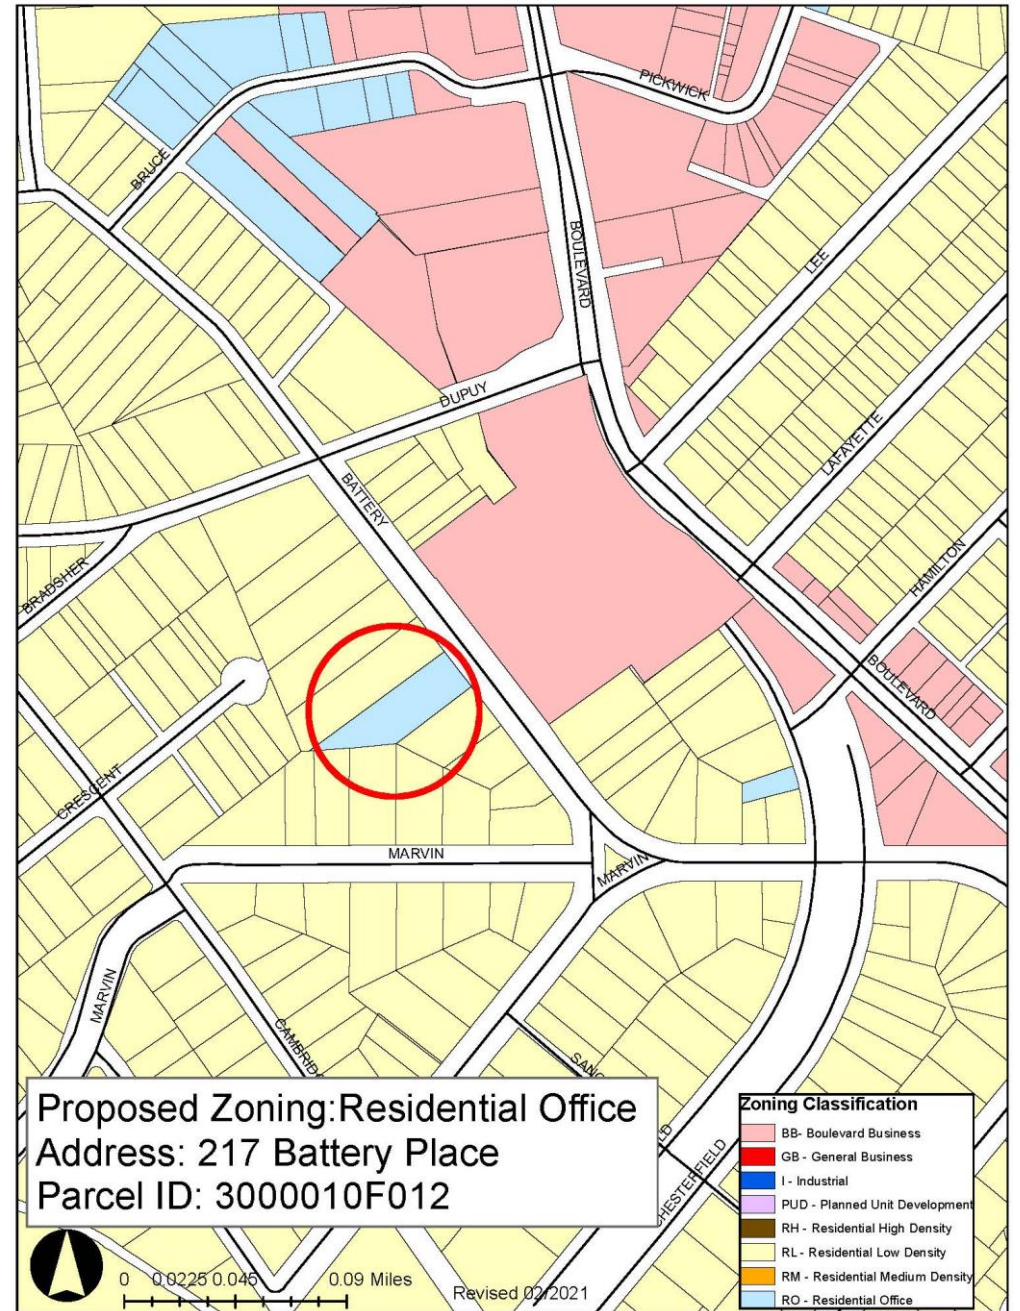 PICKWICK
BRUCE
BOULEVARD
LEE
DUPUY
LAFAYETTE
BATTERY
HAMILTON
BRADSHER
BOULEVARD
CRESCENT
MARVIN
MARVIN
MARVIN
CAMBRID
SANG
LD
CHESTERFIELD
Proposed Zoning:Residential Office
Address: 217 Battery Place
Parcel ID: 3000010F012
Zoning Classification
BB- Boulevard Business
GB - General Business
I - Industrial
PUD - Planned Unit Development
RH - Residential High Density
RL - Residential Low Density
RM - Residential Medium Density
RO - Residential Office
0 0.0225 0.045 0.09 Miles
Revised 02/2021